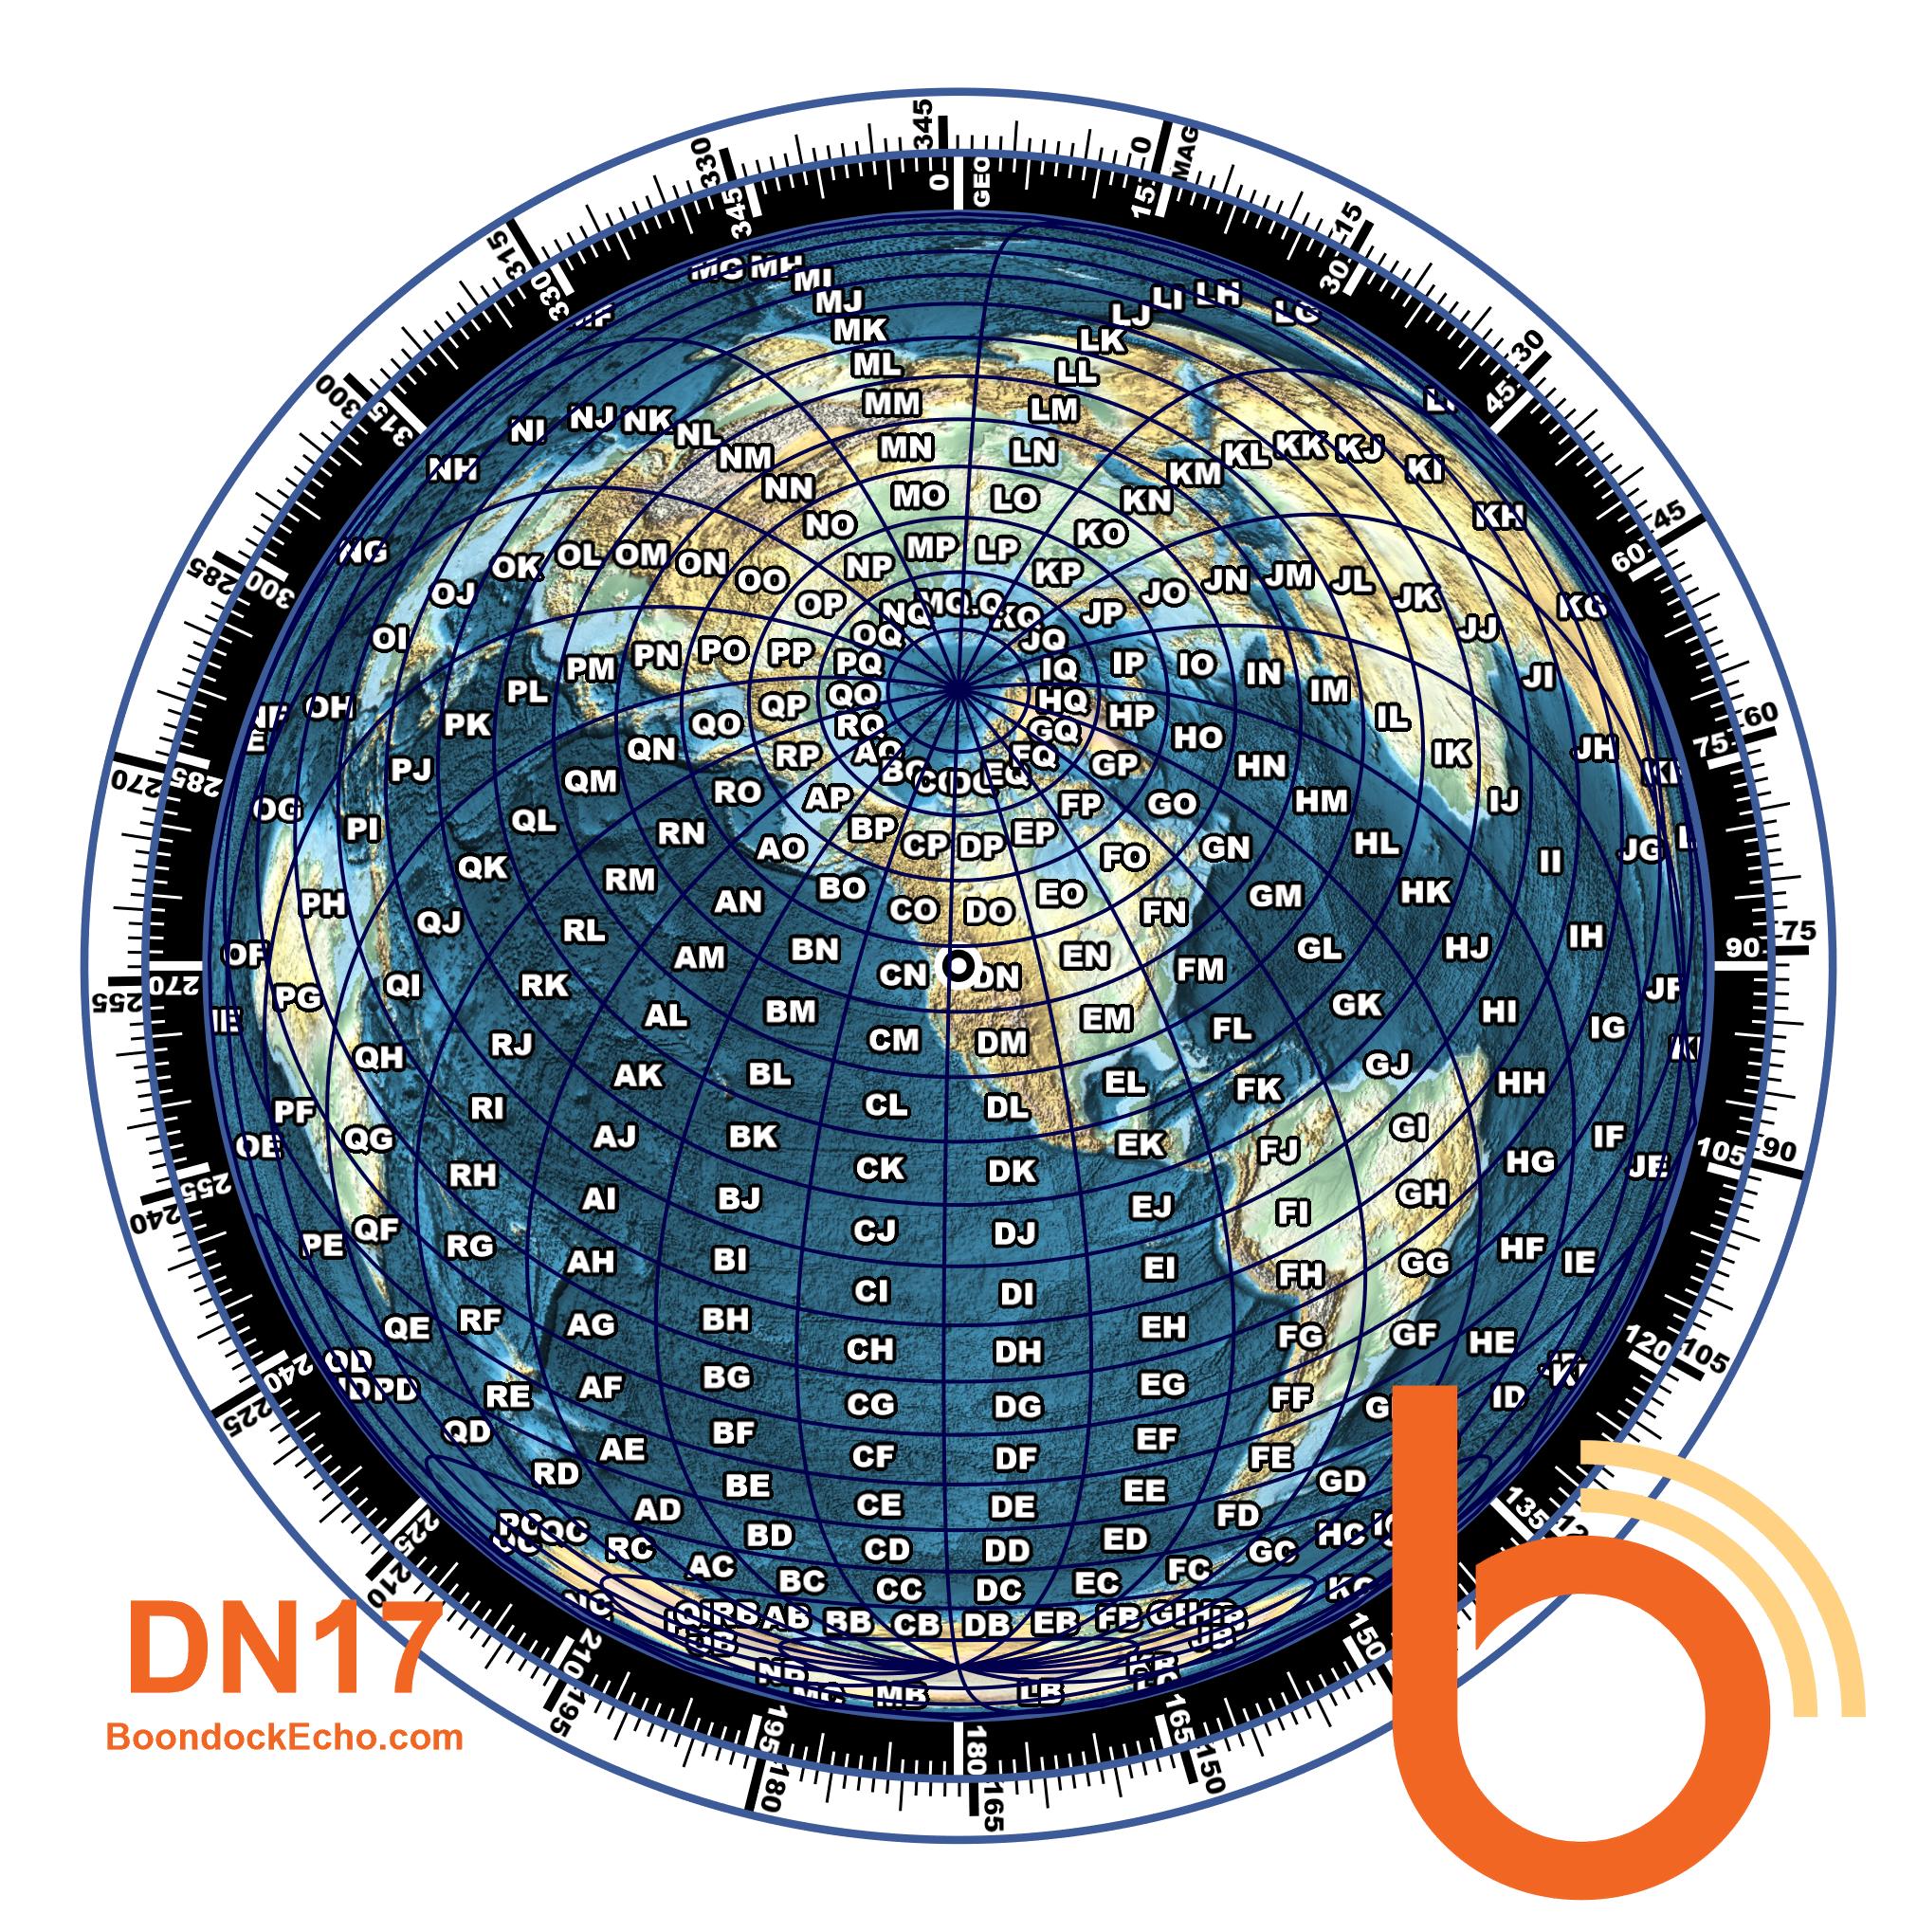 345 0 MAG
330 0 GEO 15
345 15
315 30
330
MG MH MI LI LH LG
MJ LJ
MK LK
30
45
300
315
ML LL
MM LM
NI NJ NK NL MN LN KL KK KJ
NH NM KM KI
NN MO LO KN KH
NO KO 45
60
285
300
NG OK OL OM ON NP MP LP KP JN JM JL
OJ OO OP JP JO JK KG
NQ KQ
OI PN PO PP OQ JQ JJ
PM PQ IQ IP IO IN JI
PL QQ HQ IM
OH PK QO QP RQ GQ HP HO IL 60
75
270
285
QN RP AQ FQ GP HN IK JH
PJ QM RO EQ HM IJ
OG PI QL RN AP BP FP GO HL
AO CP DP EP GN II JG
QK RM BO FO HK
PH AN CO DO EO FN GM
QJ RL BN GL HJ IH 75
90
OF AM CN DN EN FM
255
270
PG QI RK BM GK HI JF
AL CM DM EM FL IG
QH RJ AK BL EL GJ HH
PF RI CL DL FK
OE QG AJ BK EK FJ GI IF 90
105
255
240
RH CK DK HG JE
AI BJ EJ FI GH
PE QF RG AH BI CJ DJ EI FH GG HF IE
CI DI
QE RF AG BH EH FG GF HE 105
120
OD CH DH
240
225
PD RE AF BG EG FF ID
CG DG
QD AE BF EF FE
RD CF DF GD
BE EE
AD CE DE FD 135
225
210
QC RC BD CD DD ED GC HC
AC BC CC DC EC FC KC
RB AB BB CB DB EB FB
JB
MB LB
150
210
195
165
150
195
180
180
165
DN17
BoondockEcho.com
b